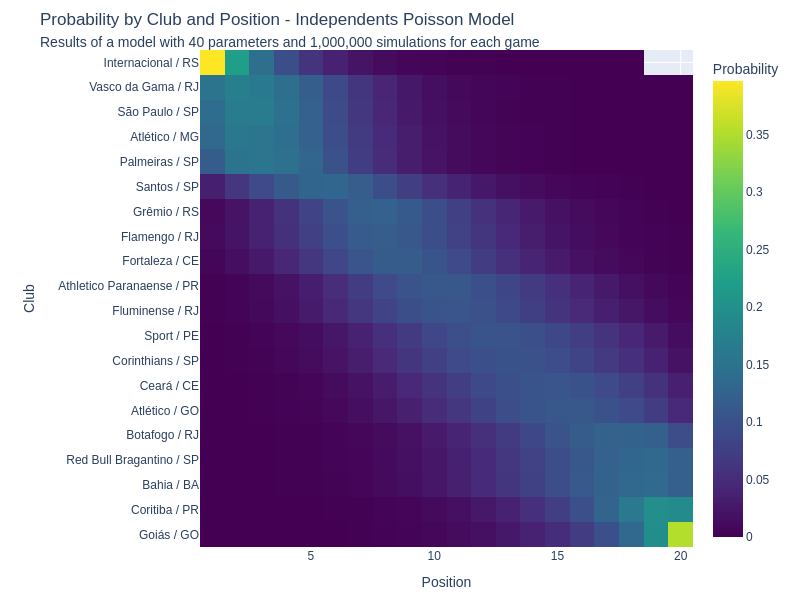 Probability by Club and Position - Independents Poisson Model
Results of a model with 40 parameters and 1,000,000 simulations for each game
Probability
Internacional / RS
Vasco da Gama / RJ
São Paulo / SP
Atlético / MG
Palmeiras / SP
Santos / SP
Grêmio / RS
Flamengo / RJ
Fortaleza / CE
Athletico Paranaense / PR
Fluminense / RJ
Sport / PE
Corinthians / SP
Ceará / CE
Atlético / GO
Botafogo / RJ
Red Bull Bragantino / SP
Bahia / BA
Coritiba / PR
Goiás / GO
Club
5
10
15
20
Position
0.35
0.3
0.25
0.2
0.15
0.1
0.05
0